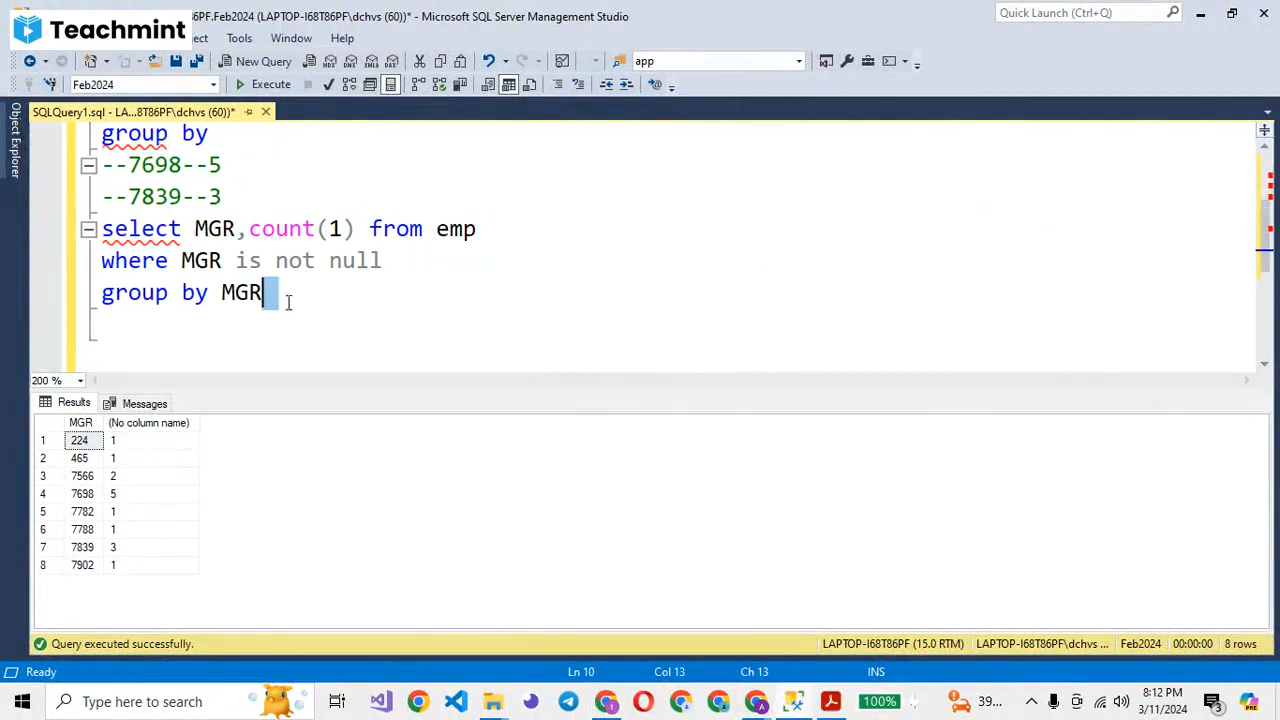 PF.Feb2024 (LAPTOP-I68T86PF\dchvs (60))* - Microsoft SQL Server Management Studio
Quick Launch (Ctrl+Q)
Teachmint
ect Tools Window Help
New Query
app
Feb2024
Execute
SQLQuery1.sql - LA...8T86PF\dchvs (60))*
Object Explorer
group by
--7698--5
--7839--3
select MGR,count(1) from emp
where MGR is not null
group by MGR
200 %
Results Messages
MGR (No column name)
1 224 1
2 465 1
3 7566 2
4 7698 5
5 7782 1
6 7788 1
7 7839 3
8 7902 1
Query executed successfully.
LAPTOP-I68T86PF (15.0 RTM) LAPTOP-I68T86PF\dchvs ... Feb2024 00:00:00 8 rows
Ready
Ln 10 Col 13 Ch 13 INS
Type here to search
100%
39...
8:12 PM
3/11/2024
3